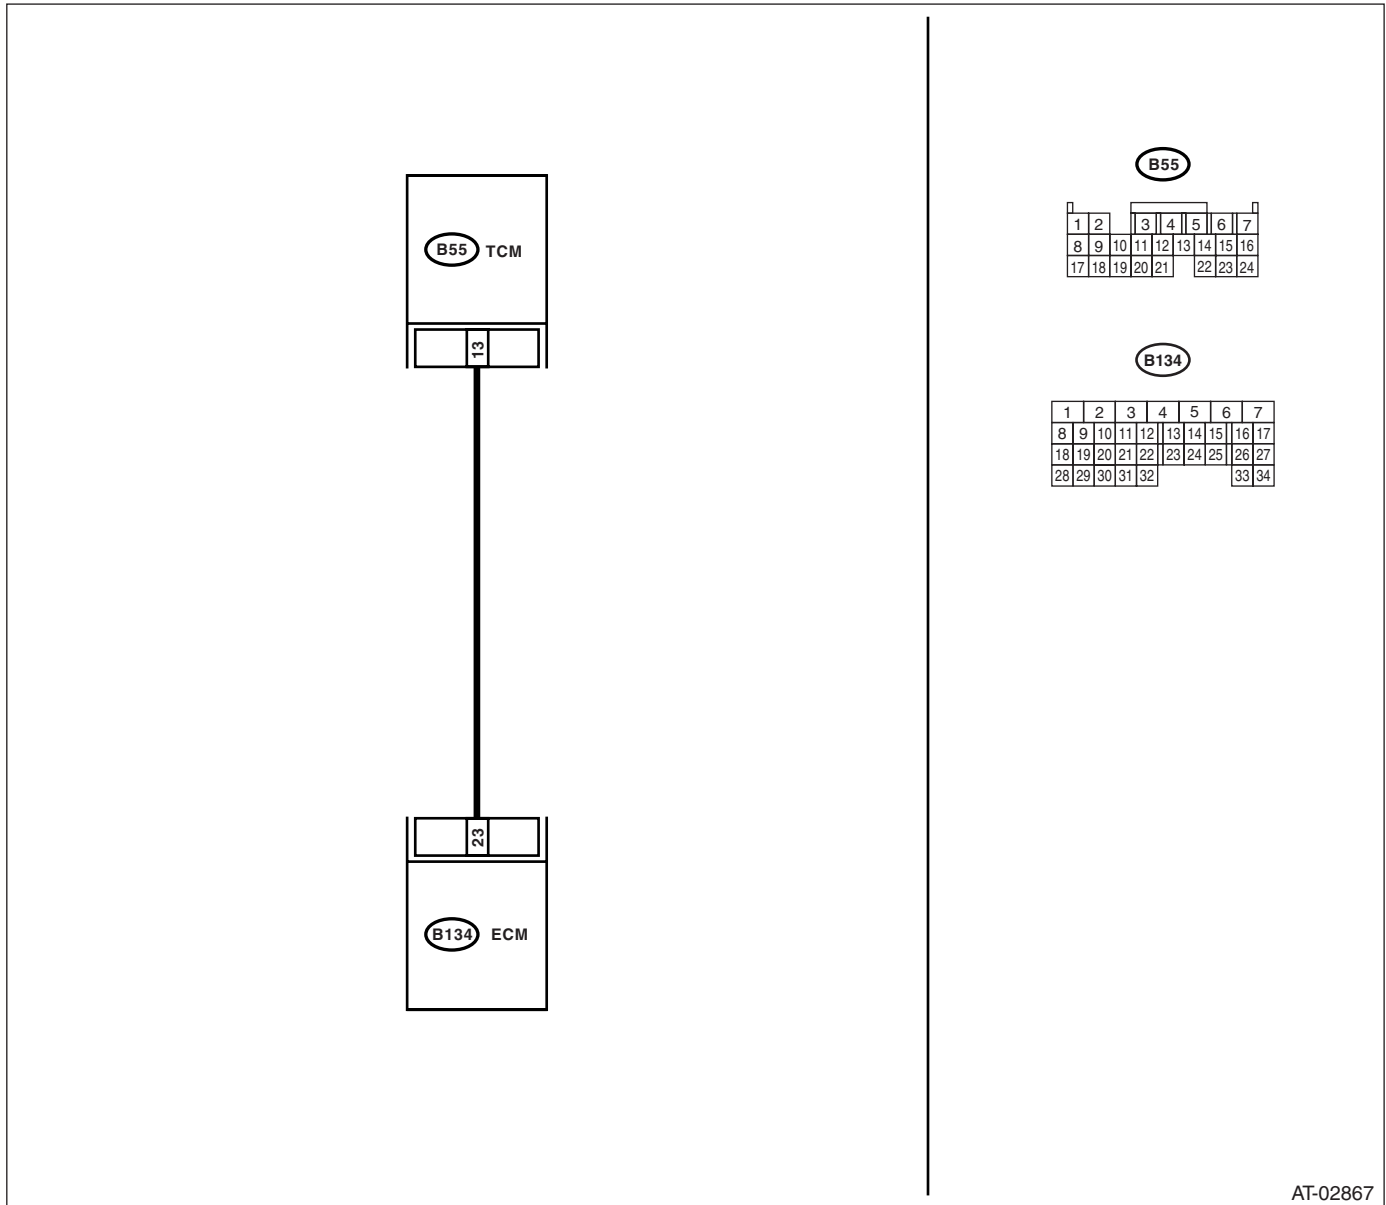 B55 TCM
13
23
B134 ECM
B55
1 2 3 4 5 6 7
8 9 10 11 12 13 14 15 16
17 18 19 20 21 22 23 24
B134
1 2 3 4 5 6 7
8 9 10 11 12 13 14 15 16 17
18 19 20 21 22 23 24 25 26 27
28 29 30 31 32 33 34
AT-02867